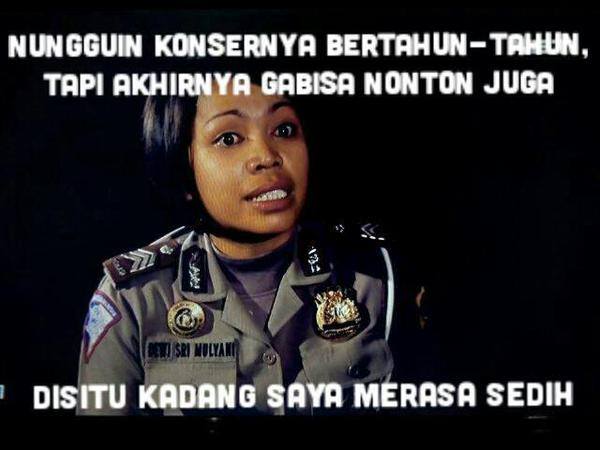 NUNGGUIN KONSERNYA BERTAHUN-TAHUN,
TAPI AKHIRNYA GABISA NONTON JUGA
DEWI SRI MULYANI
DISITU KADANG SAYA MERASA SEDIH